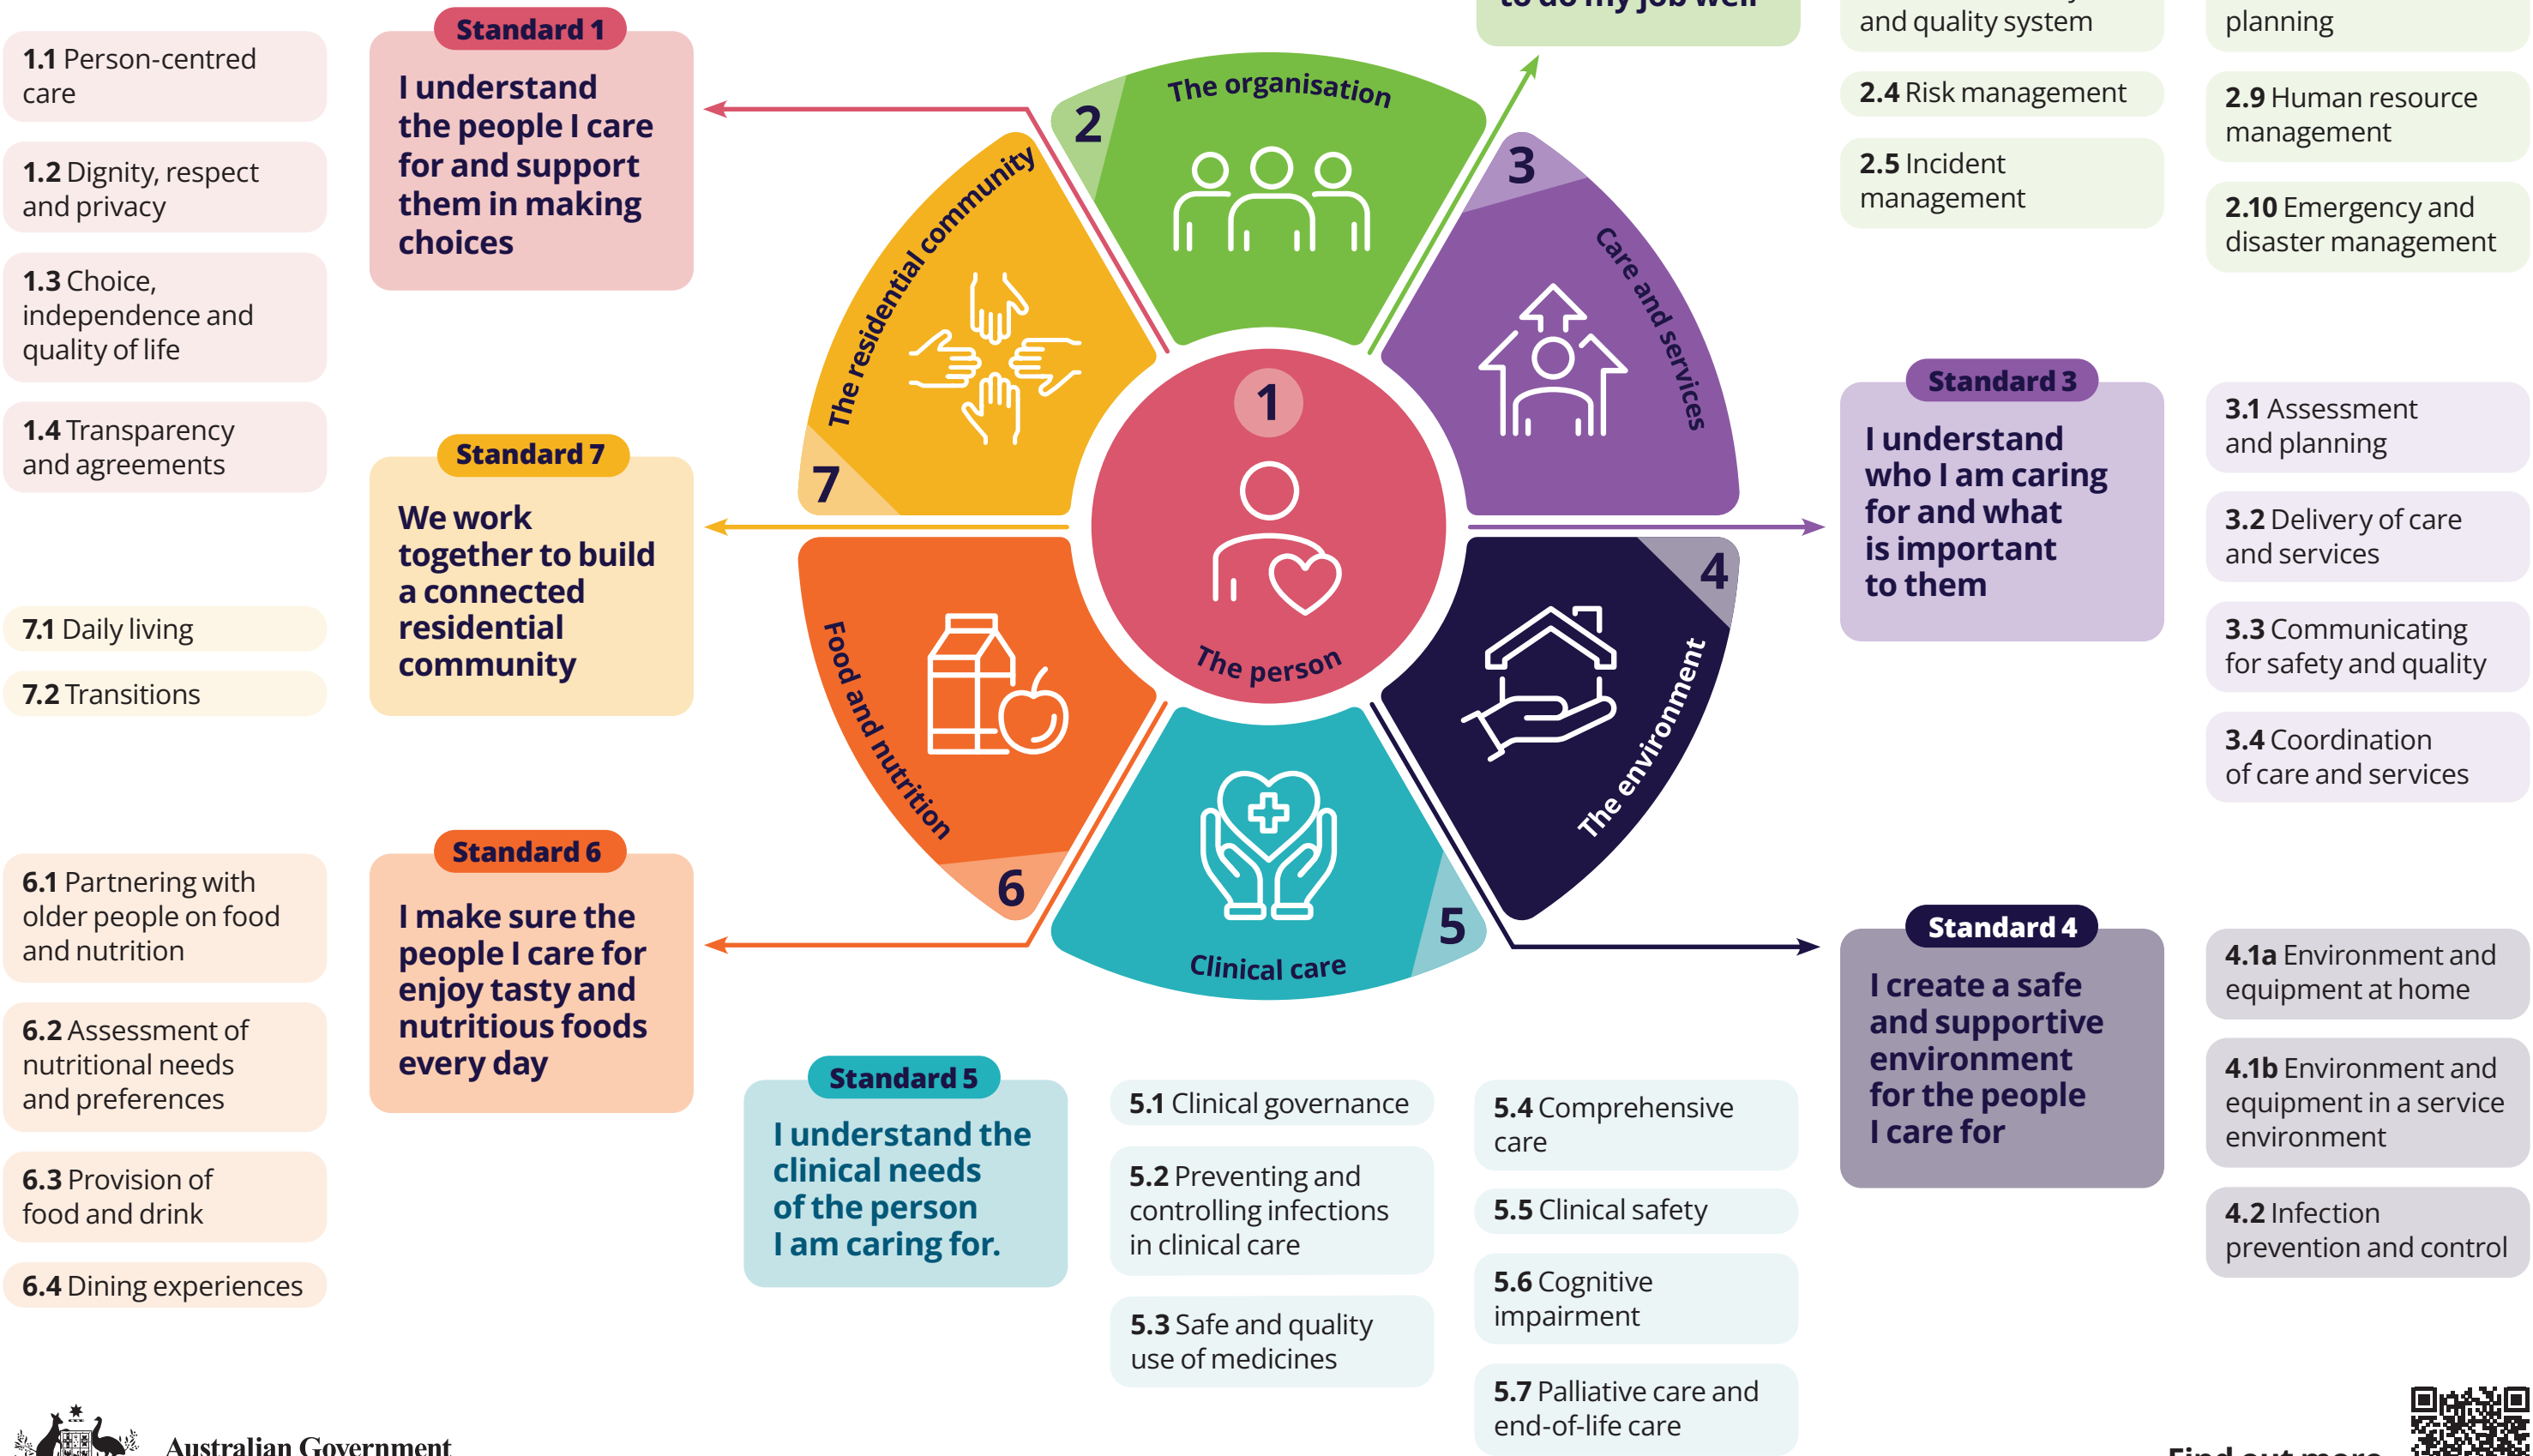 Standard 1
I understand
the people I care
for and support
them in making
choices
1.1 Person-centred
care
1.2 Dignity, respect
and privacy
1.3 Choice,
independence and
quality of life
1.4 Transparency
and agreements
to do my job well
and quality system
2.4 Risk management
2.5 Incident
management
planning
2.9 Human resource
management
2.10 Emergency and
disaster management
2
The organisation
3
Care and services
4
The environment
5
Clinical care
6
Food and nutrition
7
The residential community
1
The person
Standard 3
I understand
who I am caring
for and what
is important
to them
3.1 Assessment
and planning
3.2 Delivery of care
and services
3.3 Communicating
for safety and quality
3.4 Coordination
of care and services
Standard 7
We work
together to build
a connected
residential
community
7.1 Daily living
7.2 Transitions
Standard 6
I make sure the
people I care for
enjoy tasty and
nutritious foods
every day
6.1 Partnering with
older people on food
and nutrition
6.2 Assessment of
nutritional needs
and preferences
6.3 Provision of
food and drink
6.4 Dining experiences
Standard 5
I understand the
clinical needs
of the person
I am caring for.
5.1 Clinical governance
5.2 Preventing and
controlling infections
in clinical care
5.3 Safe and quality
use of medicines
5.4 Comprehensive
care
5.5 Clinical safety
5.6 Cognitive
impairment
5.7 Palliative care and
end-of-life care
Standard 4
I create a safe
and supportive
environment
for the people
I care for
4.1a Environment and
equipment at home
4.1b Environment and
equipment in a service
environment
4.2 Infection
prevention and control
Australian Government
Find out more